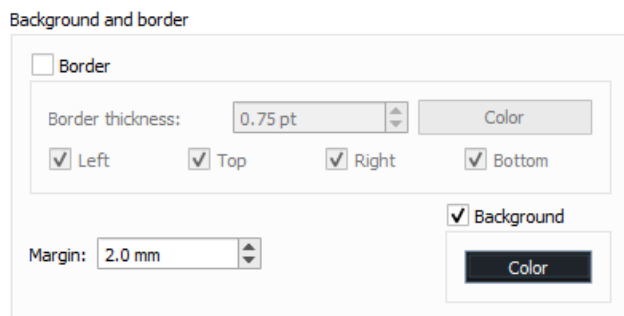 Background and border
Border
Border thickness: 0.75 pt Color
Left Top Right Bottom
Background
Margin: 2.0 mm
Color